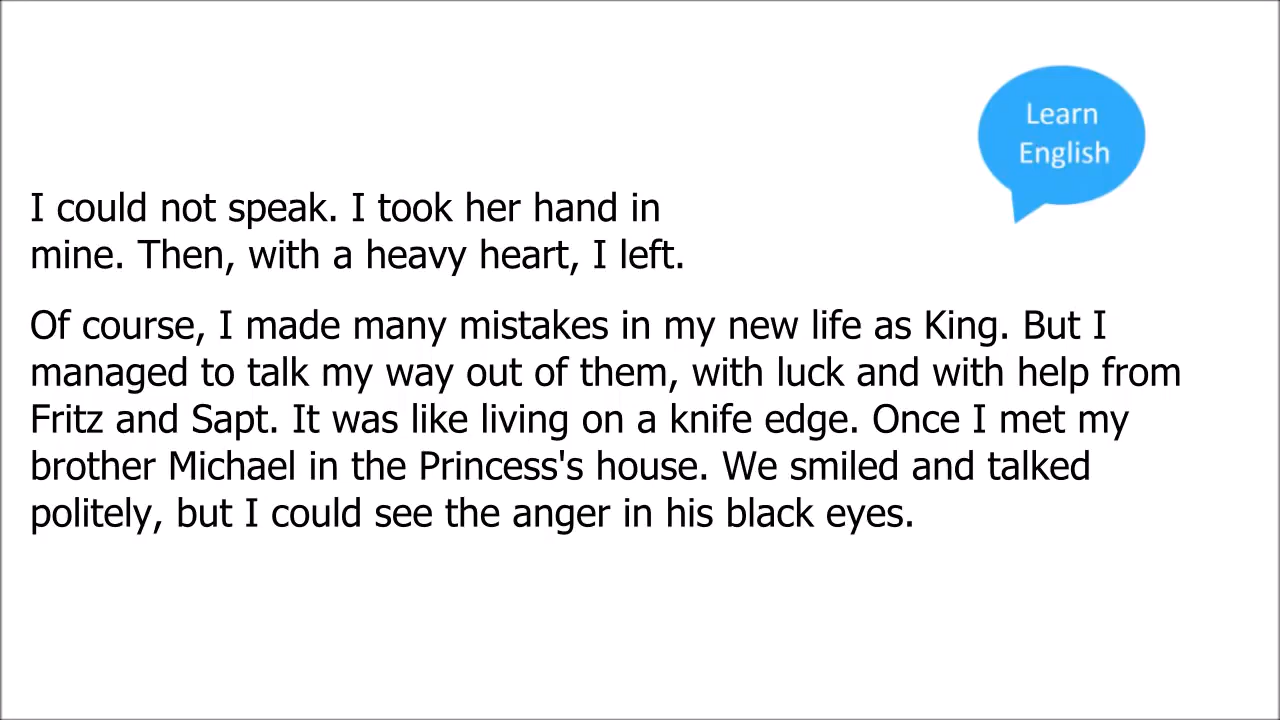 Learn
English
I could not speak. I took her hand in
mine. Then, with a heavy heart, I left.
Of course, I made many mistakes in my new life as King. But I
managed to talk my way out of them, with luck and with help from
Fritz and Sapt. It was like living on a knife edge. Once I met my
brother Michael in the Princess's house. We smiled and talked
politely, but I could see the anger in his black eyes.